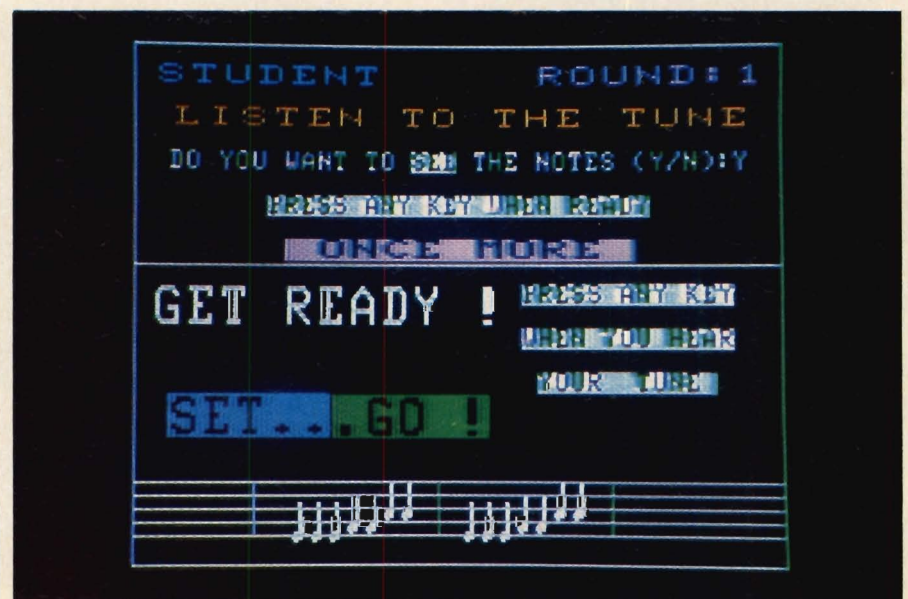 STUDENT ROUND: 1
LISTEN TO THE TUNE
DO YOU WANT TO SEE THE NOTES (Y/N):Y
PRESS ANY KEY WHEN READY
ONCE MORE
GET READY !
PRESS ANY KEY
WHEN YOU HEAR
YOUR TUNE
SET...GO !